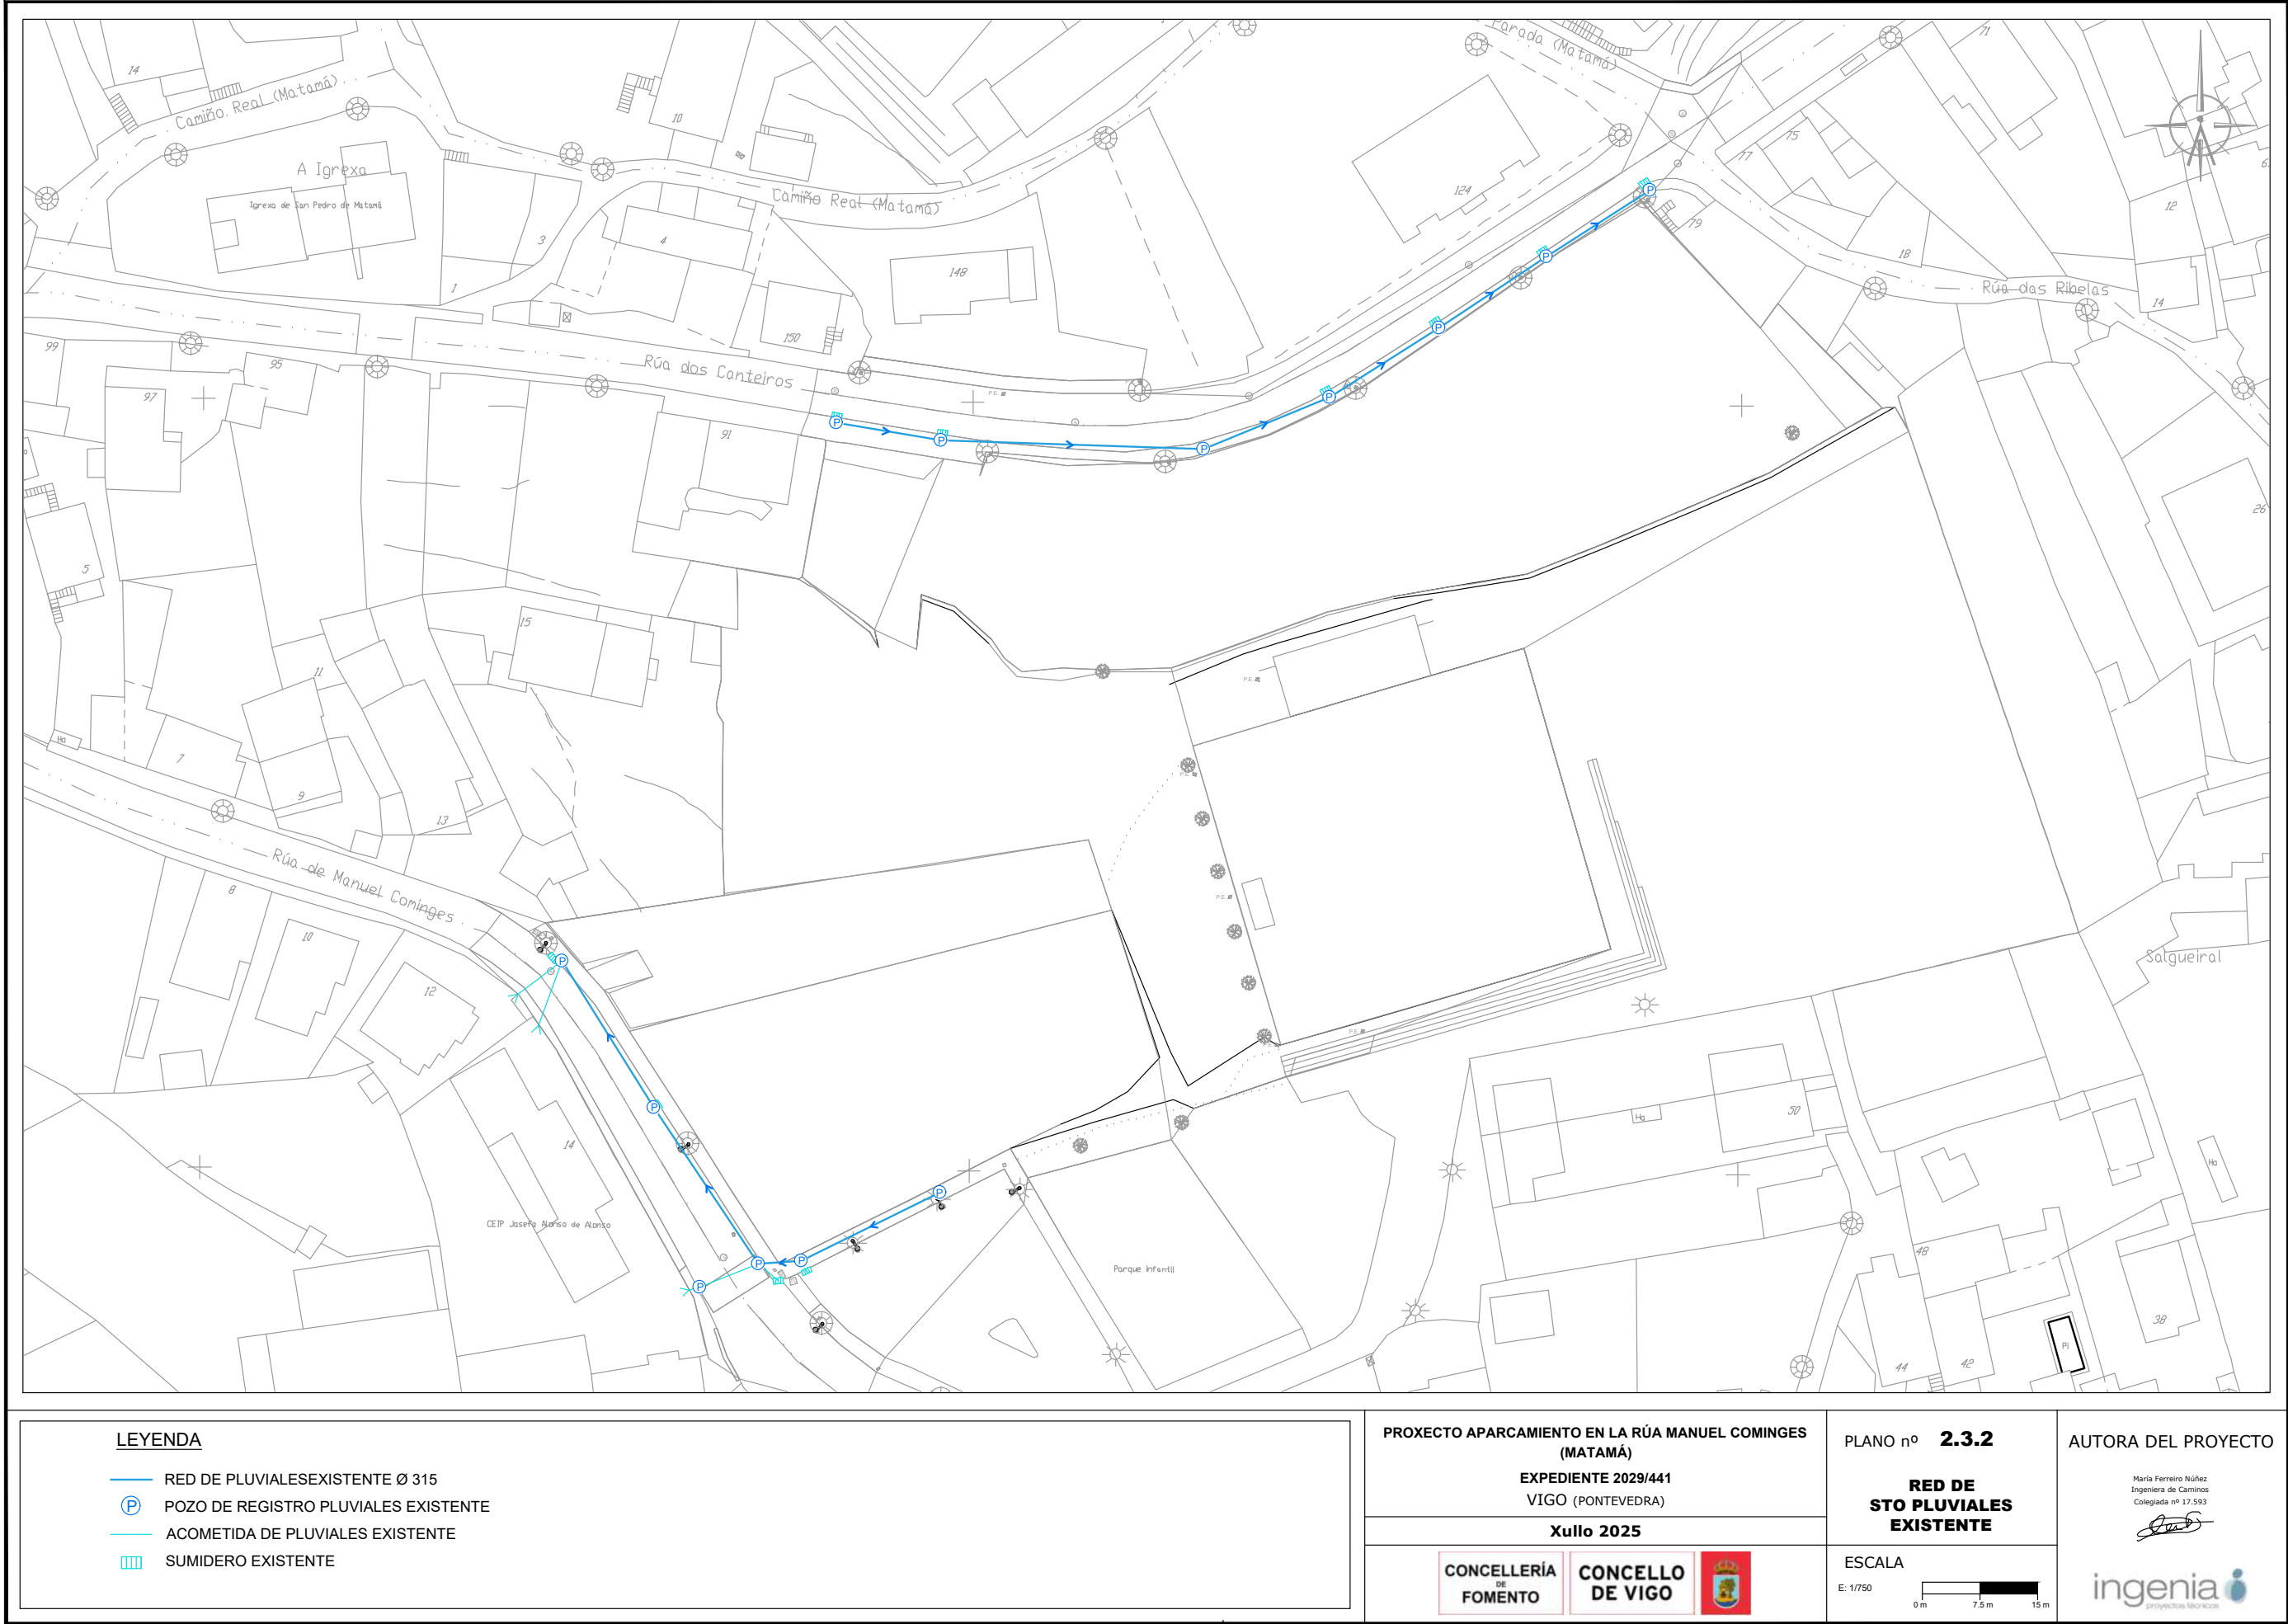 14
Camiño Real (Matamá)
A Igrexa
Igrexa de San Pedro de Matamá
10
Camiño Real (Matamá)
3
4
1
148
150
Parada (Matamá)
71
75
77
124
79
12
18
Rúa das Ribelas
14
99
97
95
Rúa dos Canteiros
P.E.
91
26
5
15
11
Ha
7
9
13
P.E.
P.E.
P.E.
P.E.
P.E.
Rúa de Manuel Cominges
8
10
12
14
CEIP Josefa Alonso de Alonso
Parque Infantil
Salgueiral
50
Ha
Ha
48
38
44
42
Pi
P
P
P
P
P
P
P
P
P
P
P
P
P
LEYENDA
RED DE PLUVIALESEXISTENTE Ø 315
P POZO DE REGISTRO PLUVIALES EXISTENTE
ACOMETIDA DE PLUVIALES EXISTENTE
SUMIDERO EXISTENTE
PROXECTO APARCAMIENTO EN LA RÚA MANUEL COMINGES
(MATAMÁ)
EXPEDIENTE 2029/441
VIGO (PONTEVEDRA)
Xullo 2025
CONCELLERÍA
DE
FOMENTO
CONCELLO
DE VIGO
PLANO nº 2.3.2
RED DE
STO PLUVIALES
EXISTENTE
ESCALA
E: 1/750
0 m 7.5 m 15 m
AUTORA DEL PROYECTO
María Ferreiro Núñez
Ingeniera de Caminos
Colegiada nº 17.593
ingenia
proyectos técnicos